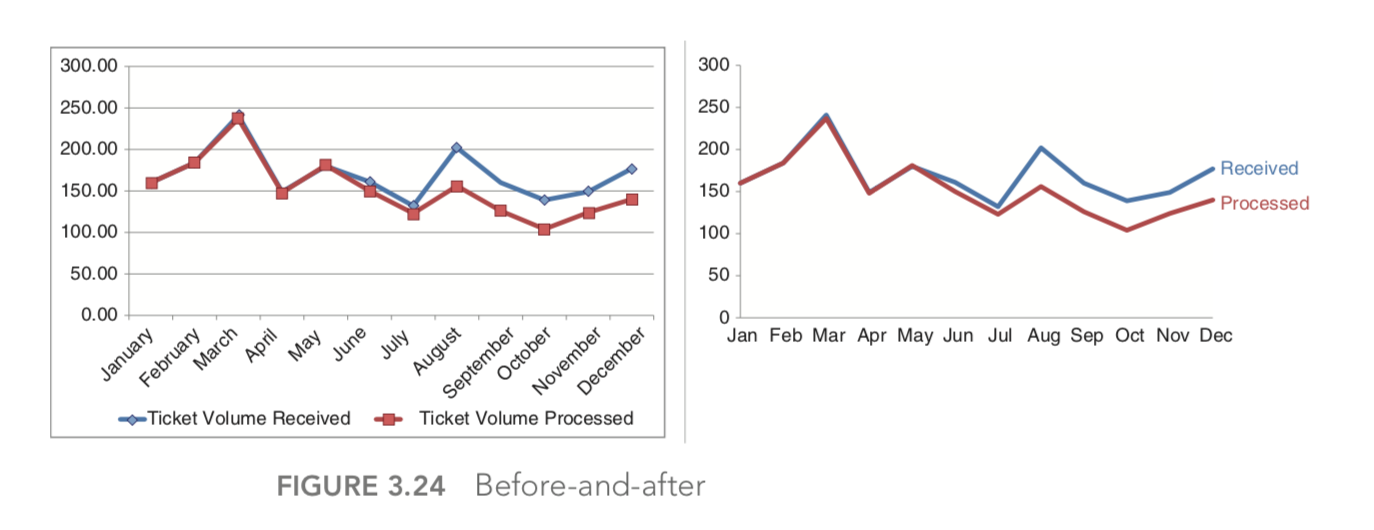 300.00
250.00
200.00
150.00
100.00
50.00
0.00
January
February
March
April
May
June
July
August
September
October
November
December
Ticket Volume Received
Ticket Volume Processed
300
250
200
150
100
50
0
Jan Feb Mar Apr May Jun Jul Aug Sep Oct Nov Dec
Received
Processed
FIGURE 3.24 Before-and-after